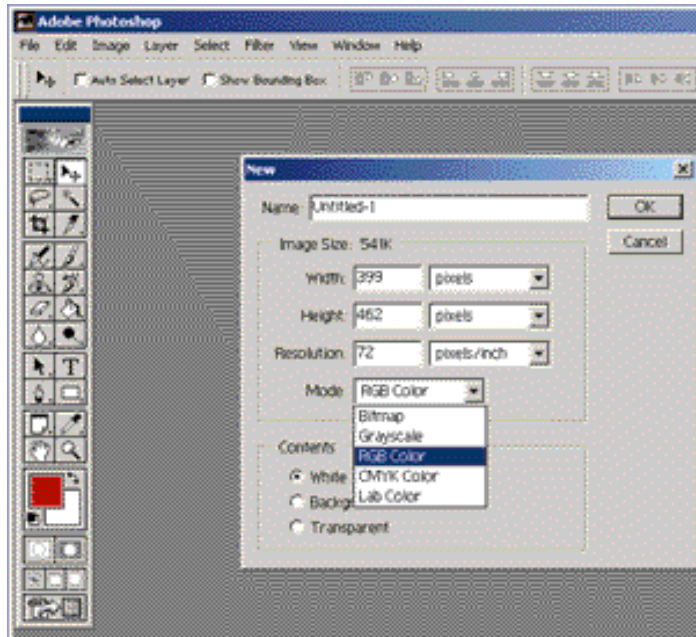 Adobe Photoshop
File Edit Image Layer Select Filter View Window Help
Auto Select Layer Show Bounding Box
New
Name: Untitled-1 OK
Image Size: 541K Cancel
Width: 399 pixels
Height: 462 pixels
Resolution: 72 pixels/inch
Mode: RGB Color
Bitmap
Grayscale
RGB Color
CMYK Color
Lab Color
Contents
White
Backgr
Transparent
T